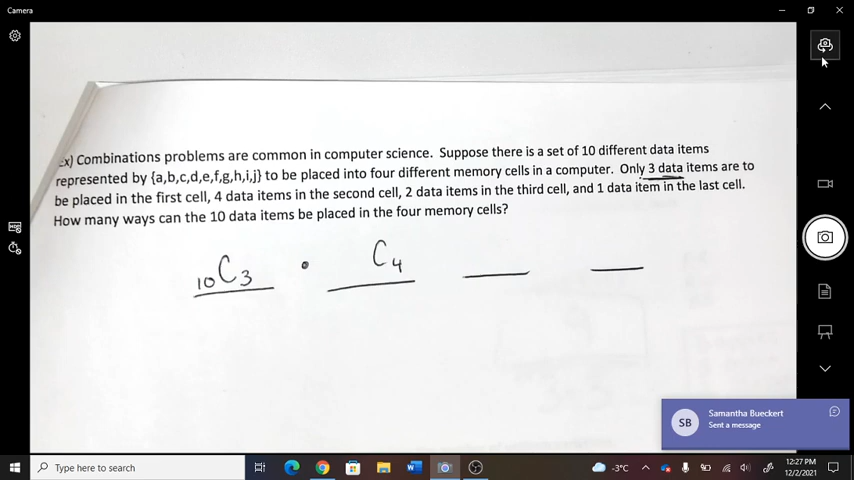 Camera
Ex) Combinations problems are common in computer science. Suppose there is a set of 10 different data items
represented by {a,b,c,d,e,f,g,h,i,j} to be placed into four different memory cells in a computer. Only 3 data items are to
be placed in the first cell, 4 data items in the second cell, 2 data items in the third cell, and 1 data item in the last cell.
How many ways can the 10 data items be placed in the four memory cells?
₁₀C₃ • C₄
SB
Samantha Bueckert
Sent a message
Type here to search
-3°C
12:27 PM
12/2/2021